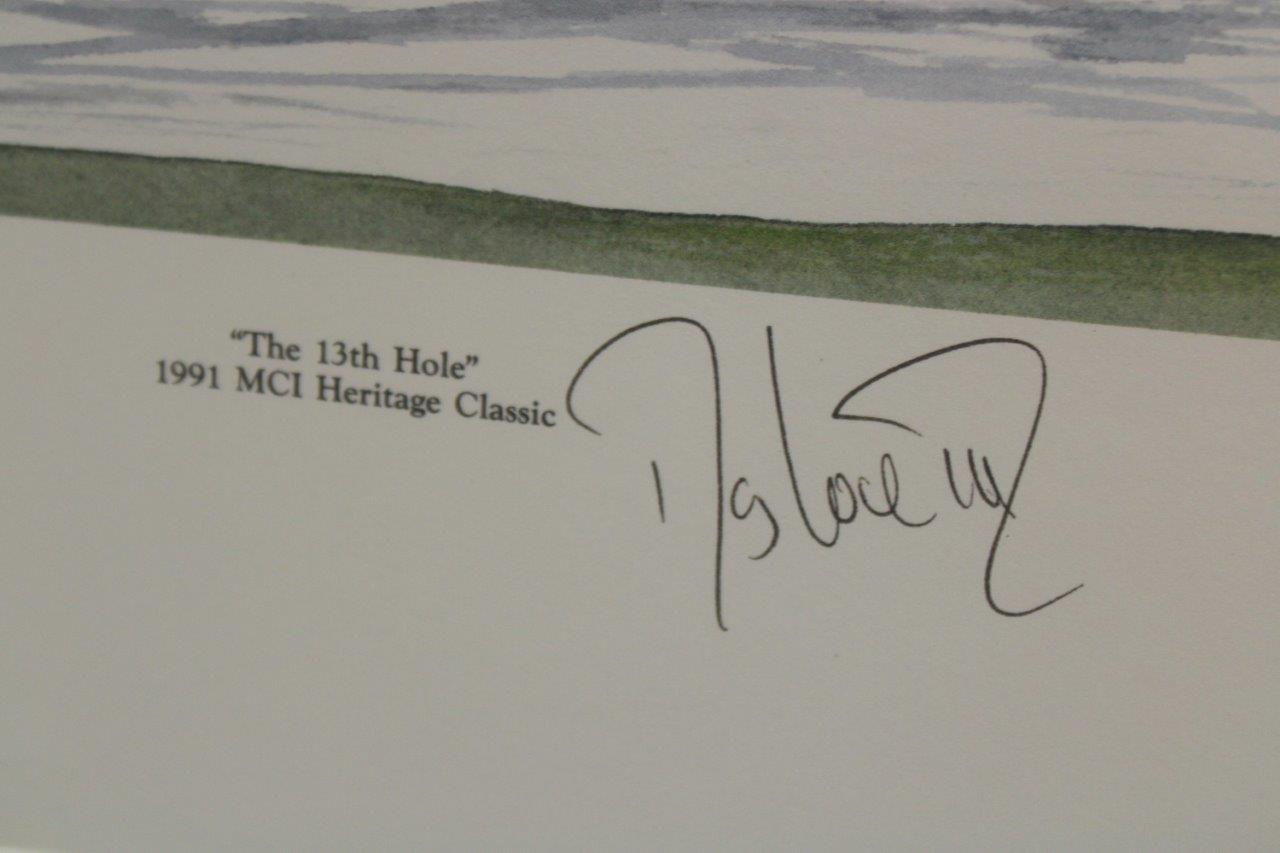 “The 13th Hole”
1991 MCI Heritage Classic